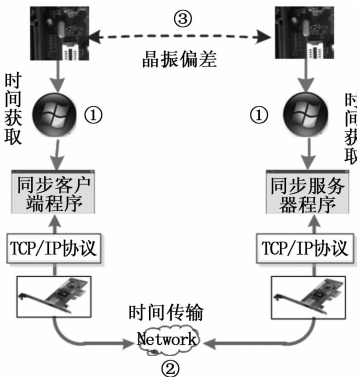 ③
晶振偏差
时间获取
①
①
时间获取
同步客户端程序
同步服务器程序
TCP/IP协议
TCP/IP协议
时间传输
Network
②